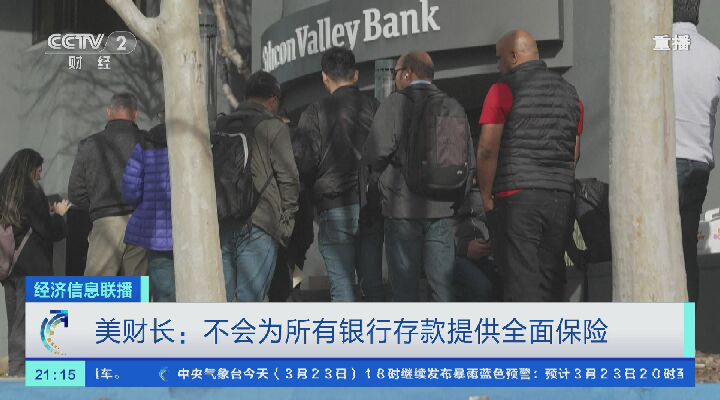 Silicon Valley Bank
CCTV 2
财经
重播
经济信息联播
美财长：不会为所有银行存款提供全面保险
21:15
车。 中央气象台今天（3月23日）18时继续发布暴雨蓝色预警：预计3月23日20时至